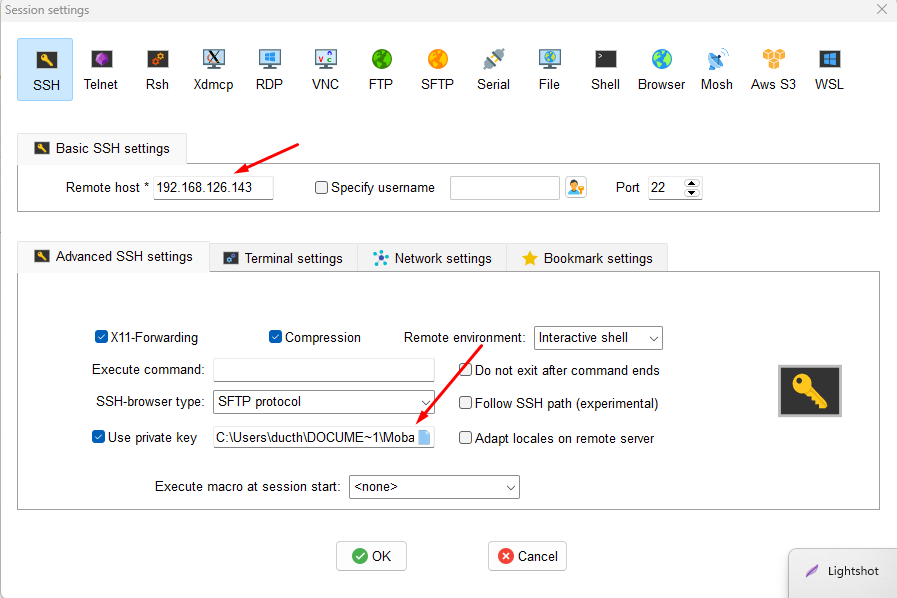 Session settings
SSH Telnet Rsh Xdmcp RDP VNC FTP SFTP Serial File Shell Browser Mosh Aws S3 WSL
Basic SSH settings
Remote host * 192.168.126.143 Specify username Port 22
Advanced SSH settings Terminal settings Network settings Bookmark settings
X11-Forwarding Compression Remote environment: Interactive shell
Execute command: Do not exit after command ends
SSH-browser type: SFTP protocol Follow SSH path (experimental)
Use private key C:\Users\ducth\DOCUME~1\Moba Adapt locales on remote server
Execute macro at session start: <none>
OK Cancel
Lightshot